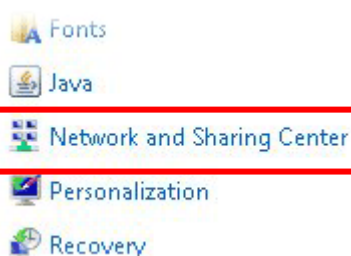 Fonts
Java
Network and Sharing Center
Personalization
Recovery